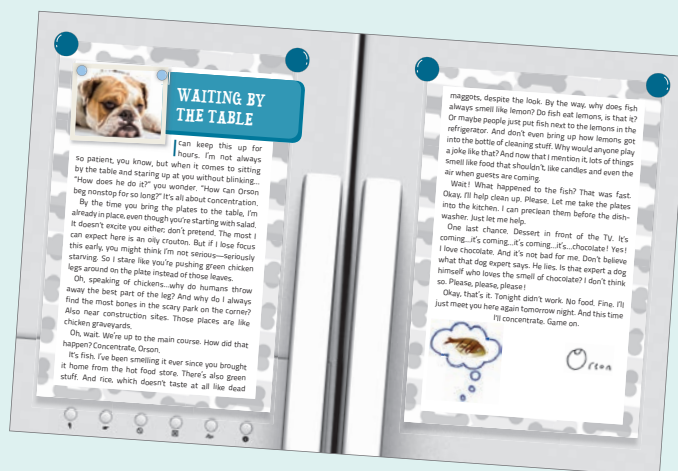 WAITING BY
THE TABLE
I can keep this up for
hours. I'm not always
so patient, you know, but when it comes to sitting
by the table and staring up at you without blinking...
"How does he do it?" you wonder. "How can Orson
beg nonstop for so long?" It's all about concentration.
By the time you bring the plates to the table, I'm
already in place, even though you're starting with salad.
It doesn't excite you either; don't pretend. The most I
can expect here is an oily crouton. But if I lose focus
this early, you might think I'm not serious—seriously
starving. So I stare like you're pushing green chicken
legs around on the plate instead of those leaves.
Oh, speaking of chickens...why do humans throw
away the best part of the leg? And why do I always
find the most bones in the scary park on the corner?
Also near construction sites. Those places are like
chicken graveyards.
Oh, wait. We're up to the main course. How did that
happen? Concentrate, Orson.
It's fish. I've been smelling it ever since you brought
it home from the hot food store. There's also green
stuff. And rice, which doesn't taste at all like dead
maggots, despite the look. By the way, why does fish
always smell like lemon? Do fish eat lemons, is that it?
Or maybe people just put fish next to the lemons in the
refrigerator. And don't even bring up how lemons got
into the bottle of cleaning stuff. Why would anyone play
a joke like that? And now that I mention it, lots of things
smell like food that shouldn't, like candles and even the
air when guests are coming.
Wait! What happened to the fish? That was fast.
Okay, I'll help clean up. Please. Let me take the plates
into the kitchen. I can preclean them before the dish-
washer. Just let me help.
One last chance. Dessert in front of the TV. It's
coming...it's coming...it's coming...it's...chocolate! Yes!
I love chocolate. And it's not bad for me. Don't believe
what that dog expert says. He lies. Is that expert a dog
himself who loves the smell of chocolate? I don't think
so. Please, please, please!
Okay, that's it. Tonight didn't work. No food. Fine. I'll
just meet you here again tomorrow night. And this time
I'll concentrate. Game on.
Orson